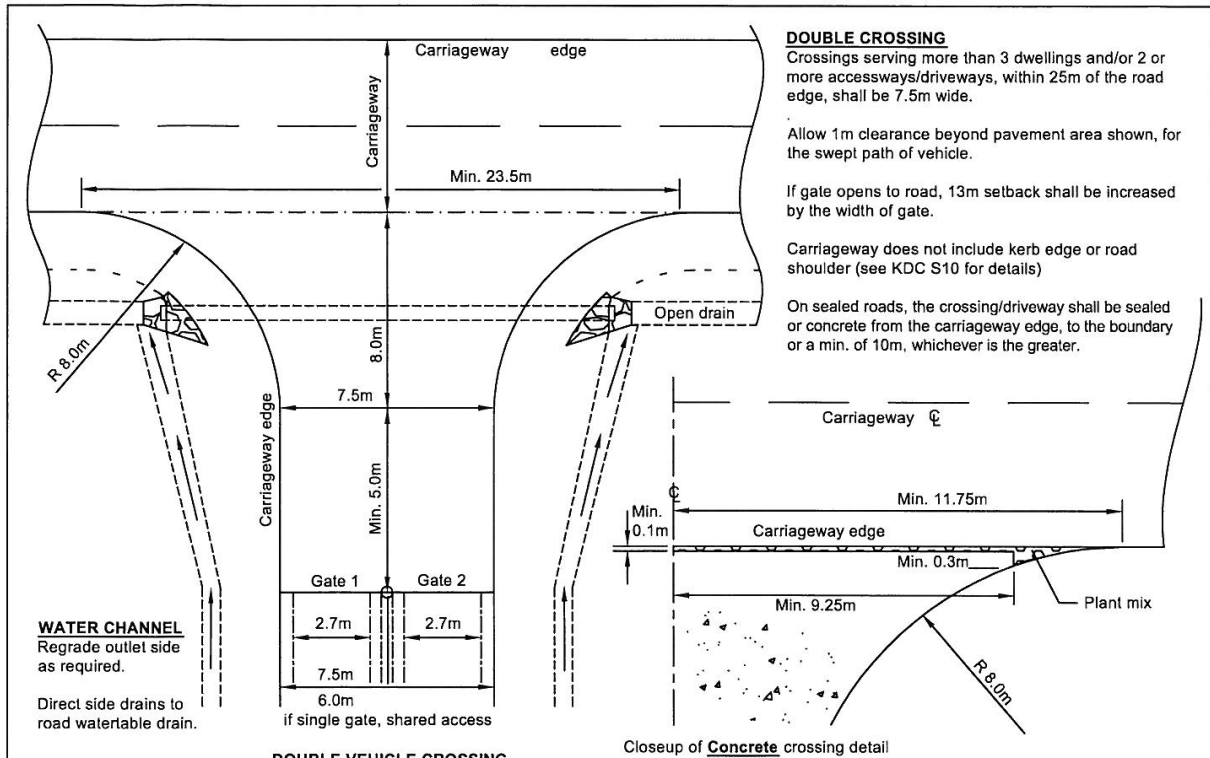 Carriageway edge
Carriageway
Min. 23.5m
R 8.0m
8.0m
Open drain
7.5m
Carriageway edge
Min. 5.0m
Gate 1 Gate 2
2.7m 2.7m
7.5m
6.0m
if single gate, shared access
WATER CHANNEL
Regrade outlet side
as required.
Direct side drains to
road watertable drain.
DOUBLE VEHICLE CROSSING
DOUBLE CROSSING
Crossings serving more than 3 dwellings and/or 2 or
more accessways/driveways, within 25m of the road
edge, shall be 7.5m wide.
.
Allow 1m clearance beyond pavement area shown, for
the swept path of vehicle.
If gate opens to road, 13m setback shall be increased
by the width of gate.
Carriageway does not include kerb edge or road
shoulder (see KDC S10 for details)
On sealed roads, the crossing/driveway shall be sealed
or concrete from the carriageway edge, to the boundary
or a min. of 10m, whichever is the greater.
Carriageway ℄
℄
Min. 11.75m
Min.
0.1m
Carriageway edge
Min. 0.3m
Min. 9.25m
Plant mix
R 8.0m
Closeup of Concrete crossing detail